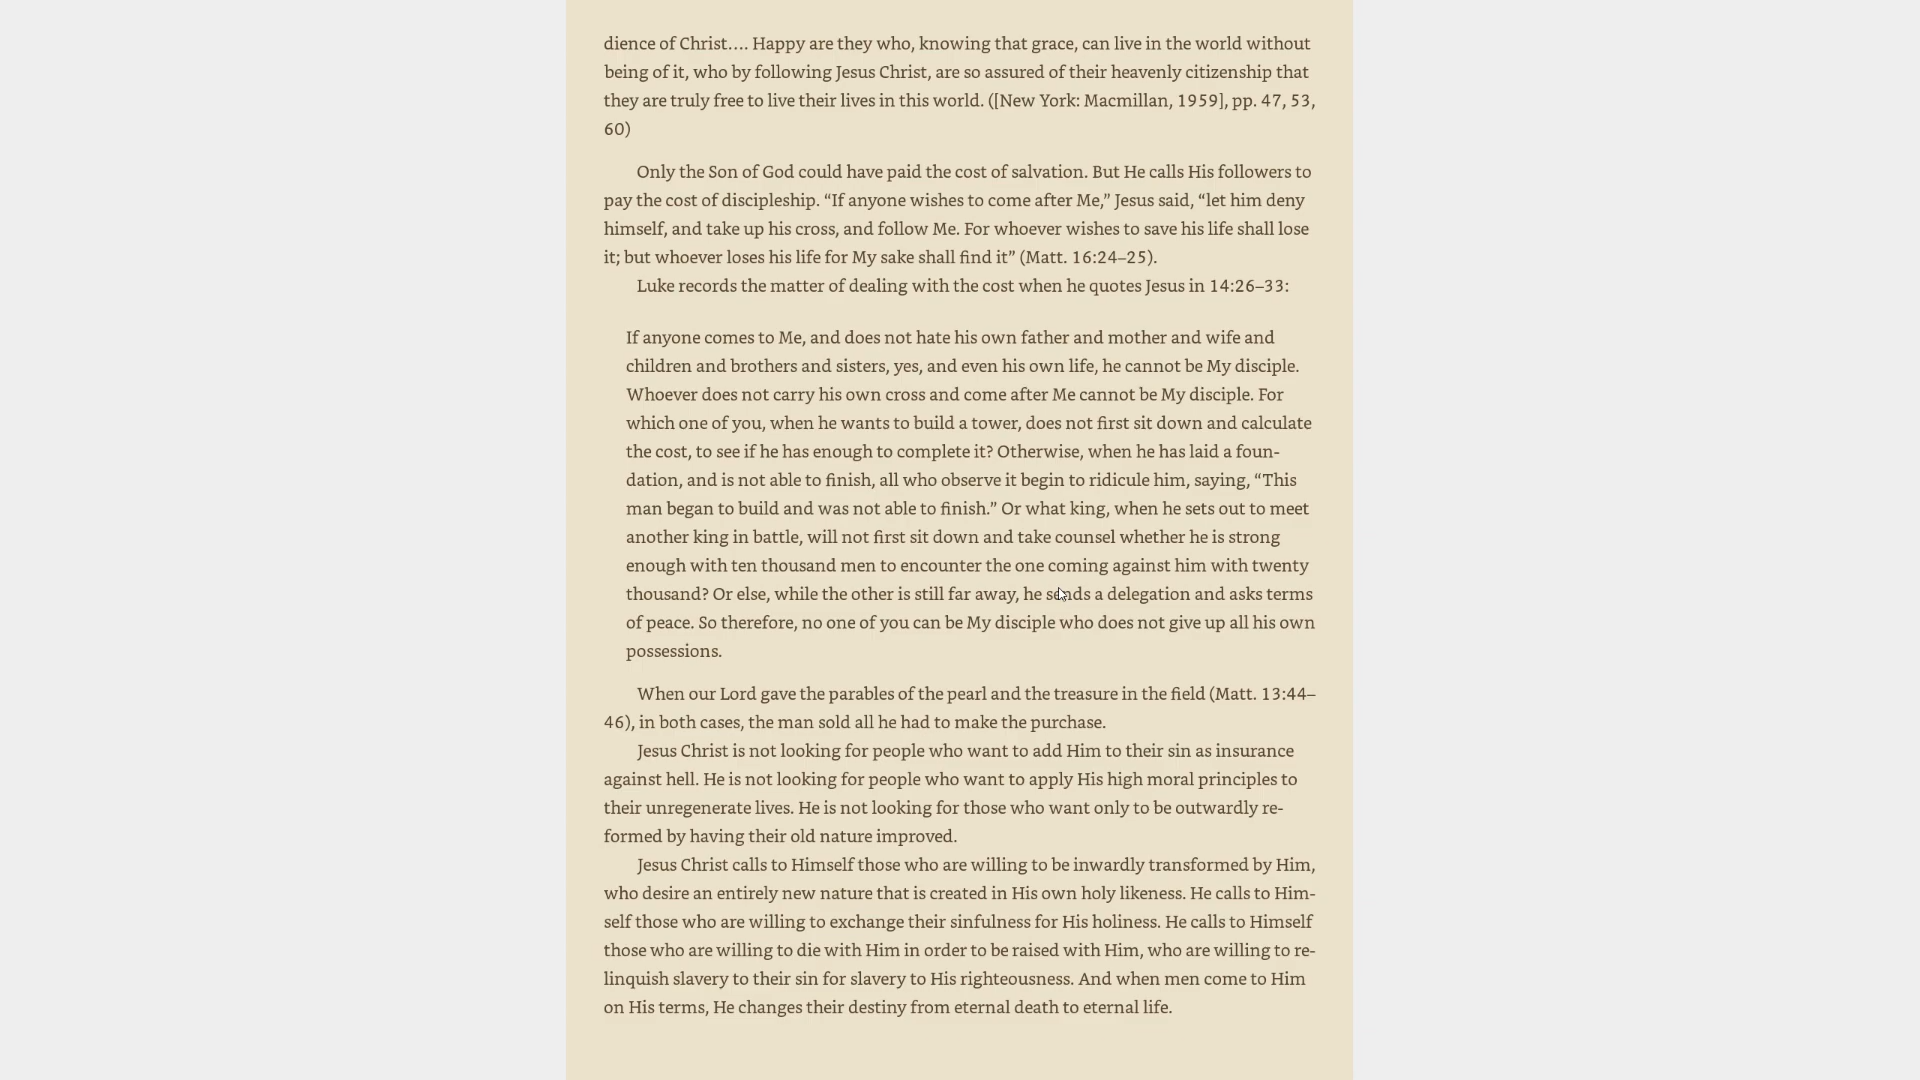 dience of Christ.... Happy are they who, knowing that grace, can live in the world without
being of it, who by following Jesus Christ, are so assured of their heavenly citizenship that
they are truly free to live their lives in this world. ([New York: Macmillan, 1959], pp. 47, 53,
60)
Only the Son of God could have paid the cost of salvation. But He calls His followers to
pay the cost of discipleship. “If anyone wishes to come after Me,” Jesus said, “let him deny
himself, and take up his cross, and follow Me. For whoever wishes to save his life shall lose
it; but whoever loses his life for My sake shall find it” (Matt. 16:24–25).
Luke records the matter of dealing with the cost when he quotes Jesus in 14:26–33:
If anyone comes to Me, and does not hate his own father and mother and wife and
children and brothers and sisters, yes, and even his own life, he cannot be My disciple.
Whoever does not carry his own cross and come after Me cannot be My disciple. For
which one of you, when he wants to build a tower, does not first sit down and calculate
the cost, to see if he has enough to complete it? Otherwise, when he has laid a foun-
dation, and is not able to finish, all who observe it begin to ridicule him, saying, “This
man began to build and was not able to finish.” Or what king, when he sets out to meet
another king in battle, will not first sit down and take counsel whether he is strong
enough with ten thousand men to encounter the one coming against him with twenty
thousand? Or else, while the other is still far away, he sends a delegation and asks terms
of peace. So therefore, no one of you can be My disciple who does not give up all his own
possessions.
When our Lord gave the parables of the pearl and the treasure in the field (Matt. 13:44–
46), in both cases, the man sold all he had to make the purchase.
Jesus Christ is not looking for people who want to add Him to their sin as insurance
against hell. He is not looking for people who want to apply His high moral principles to
their unregenerate lives. He is not looking for those who want only to be outwardly re-
formed by having their old nature improved.
Jesus Christ calls to Himself those who are willing to be inwardly transformed by Him,
who desire an entirely new nature that is created in His own holy likeness. He calls to Him-
self those who are willing to exchange their sinfulness for His holiness. He calls to Himself
those who are willing to die with Him in order to be raised with Him, who are willing to re-
linquish slavery to their sin for slavery to His righteousness. And when men come to Him
on His terms, He changes their destiny from eternal death to eternal life.